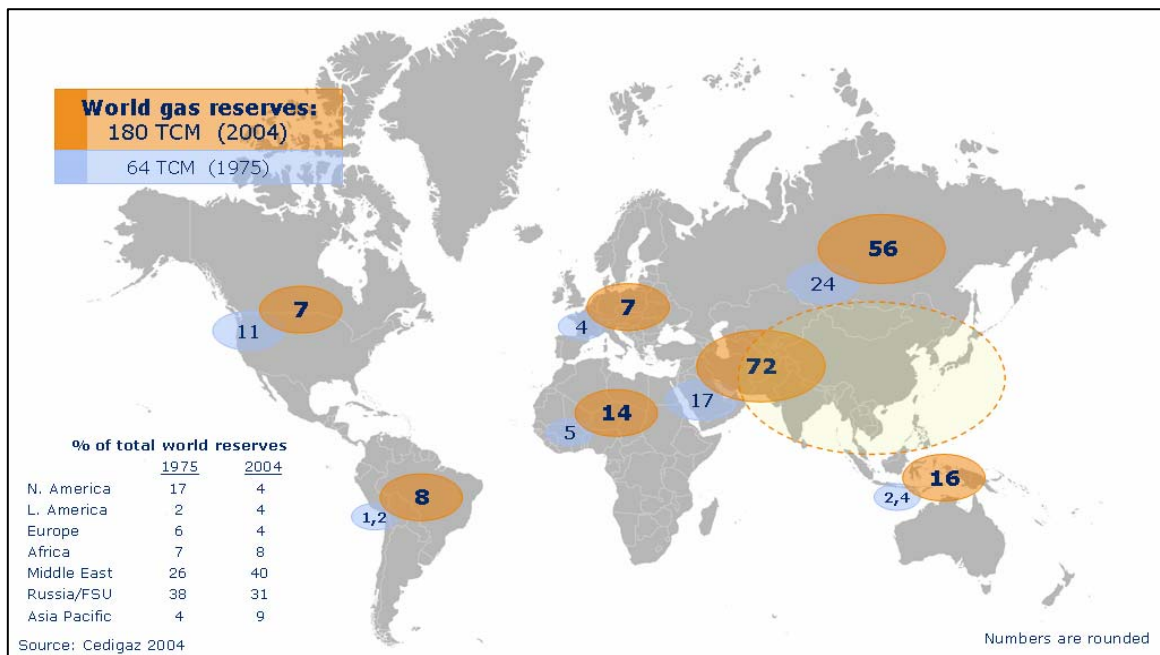 World gas reserves:
180 TCM (2004)
64 TCM (1975)
56
24
7
11
7
4
72
17
14
5
16
2,4
8
1,2
% of total world reserves
1975 2004
N. America 17 4
L. America 2 4
Europe 6 4
Africa 7 8
Middle East 26 40
Russia/FSU 38 31
Asia Pacific 4 9
Source: Cedigaz 2004
Numbers are rounded